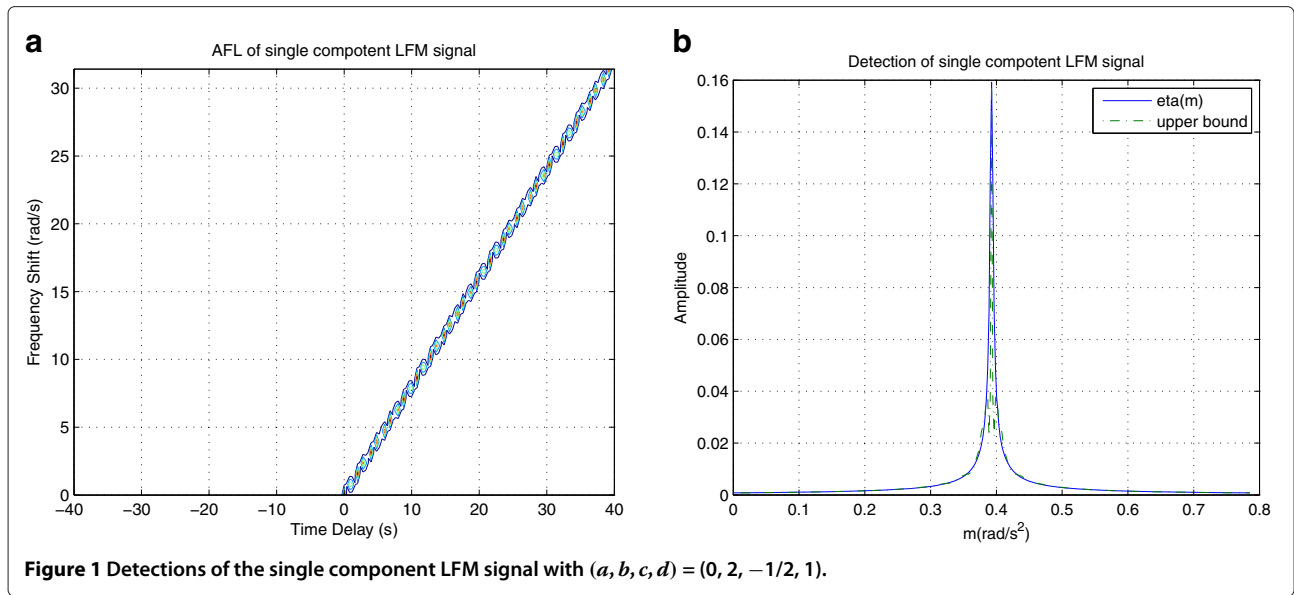 a
AFL of single compotent LFM signal
Frequency Shift (rad/s)
30
25
20
15
10
5
0
−40 −30 −20 −10 0 10 20 30 40
Time Delay (s)
b
Detection of single compotent LFM signal
Amplitude
0.16
0.14
0.12
0.1
0.08
0.06
0.04
0.02
0
eta(m)
upper bound
0 0.1 0.2 0.3 0.4 0.5 0.6 0.7 0.8
m(rad/s²)
Figure 1 Detections of the single component LFM signal with (a, b, c, d) = (0, 2, −1/2, 1).